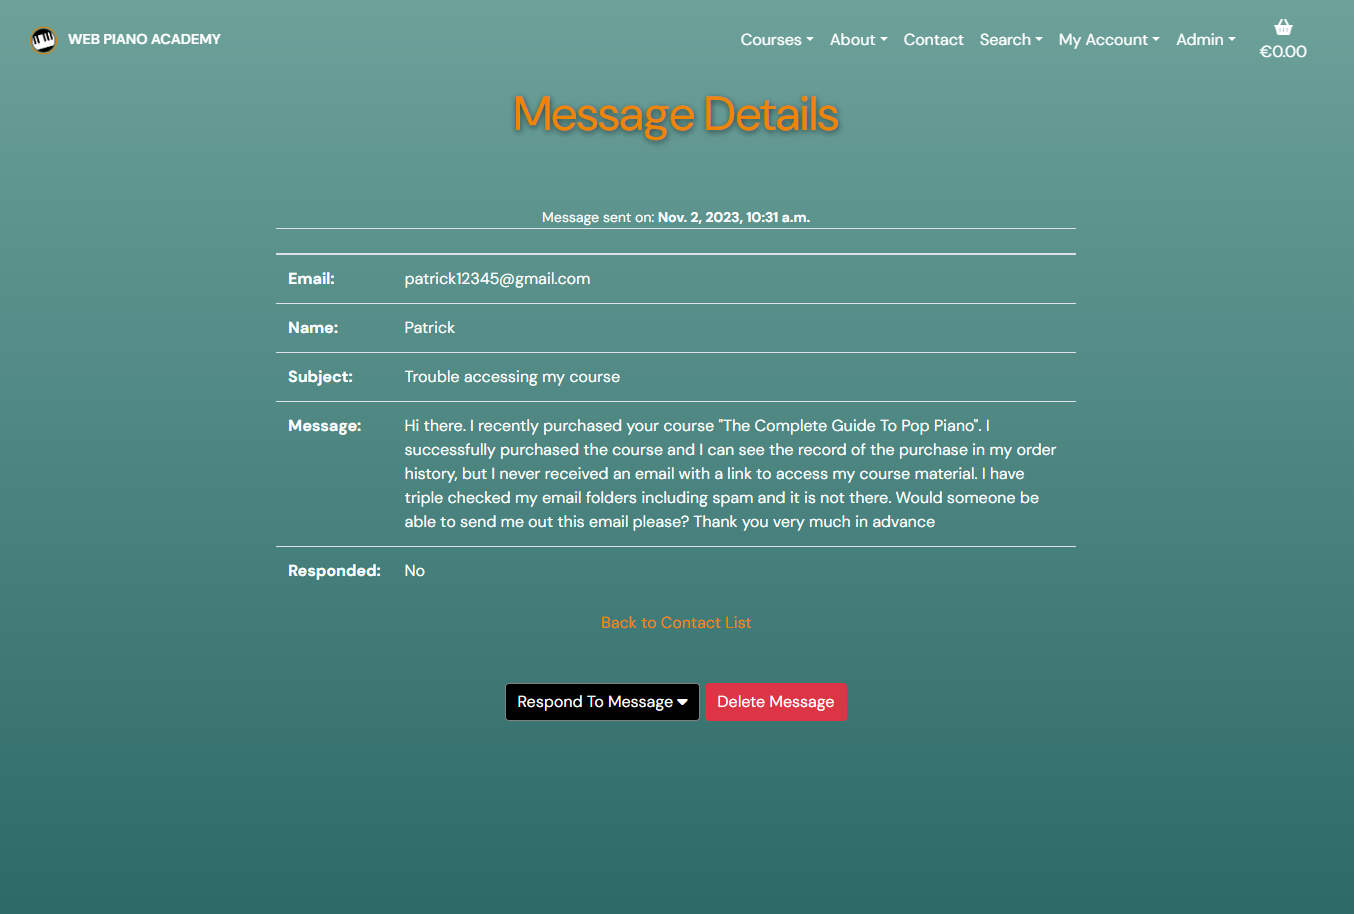 WEB PIANO ACADEMY
Courses About Contact Search My Account Admin
€0.00
Message Details
Message sent on: Nov. 2, 2023, 10:31 a.m.
Email: patrick12345@gmail.com
Name: Patrick
Subject: Trouble accessing my course
Message: Hi there. I recently purchased your course "The Complete Guide To Pop Piano". I
successfully purchased the course and I can see the record of the purchase in my order
history, but I never received an email with a link to access my course material. I have
triple checked my email folders including spam and it is not there. Would someone be
able to send me out this email please? Thank you very much in advance
Responded: No
Back to Contact List
Respond To Message Delete Message